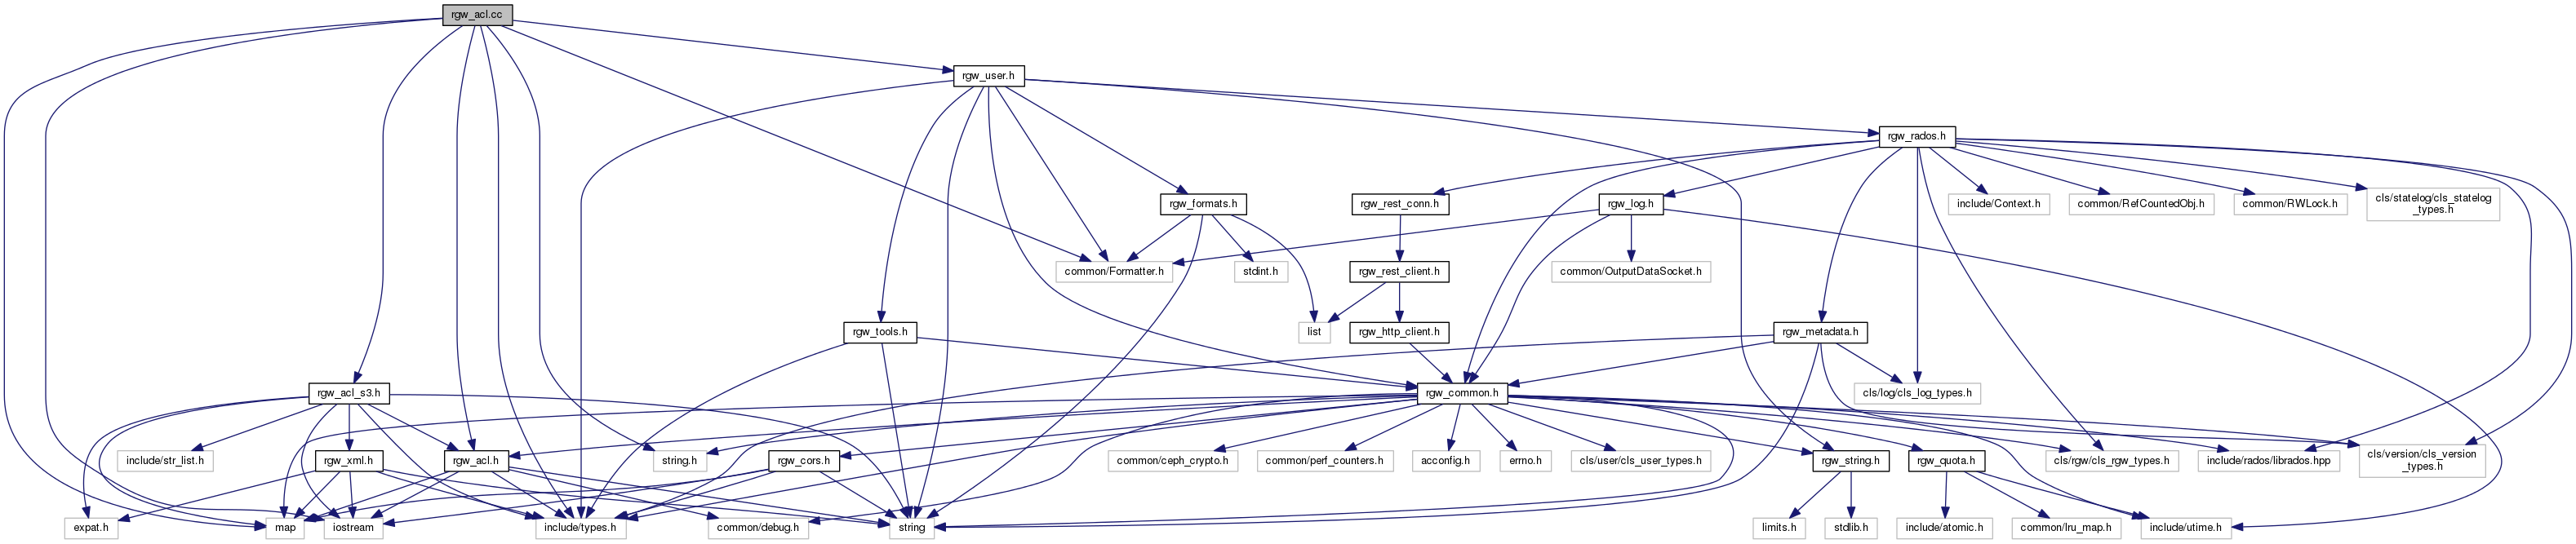 rgw_acl.cc
rgw_user.h
rgw_rados.h
rgw_formats.h
rgw_rest_conn.h
rgw_log.h
include/Context.h
common/RefCountedObj.h
common/RWLock.h
cls/statelog/cls_statelog
_types.h
common/Formatter.h
stdint.h
rgw_rest_client.h
common/OutputDataSocket.h
rgw_tools.h
list
rgw_http_client.h
rgw_metadata.h
rgw_acl_s3.h
rgw_common.h
cls/log/cls_log_types.h
include/str_list.h
rgw_xml.h
rgw_acl.h
string.h
rgw_cors.h
common/ceph_crypto.h
common/perf_counters.h
acconfig.h
errno.h
cls/user/cls_user_types.h
rgw_string.h
rgw_quota.h
cls/rgw/cls_rgw_types.h
include/rados/librados.hpp
cls/version/cls_version
_types.h
expat.h
map
iostream
include/types.h
common/debug.h
string
limits.h
stdlib.h
include/atomic.h
common/lru_map.h
include/utime.h